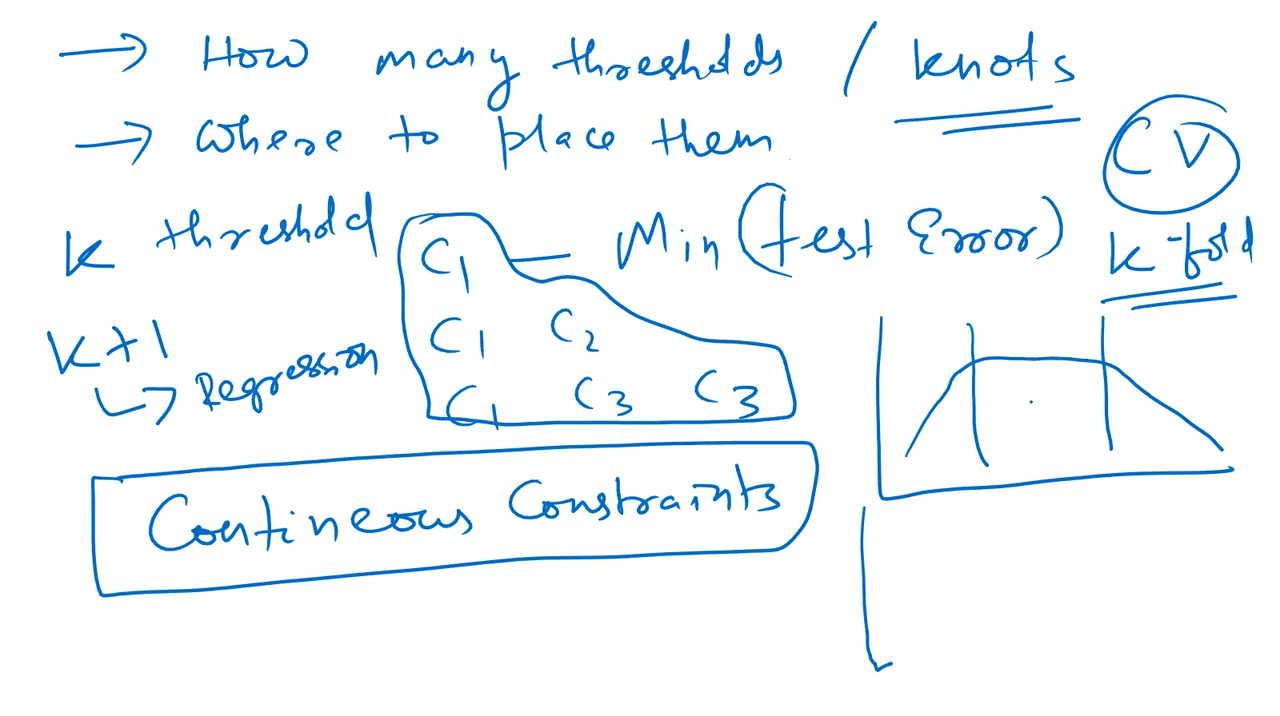 → How many thresholds / knots
→ Where to place them
CV
K threshold
C1 — Min (test Error)
K-fold
K+1
↳ Regression
C1 C2
C1 C3 C3
Contineous Constraints